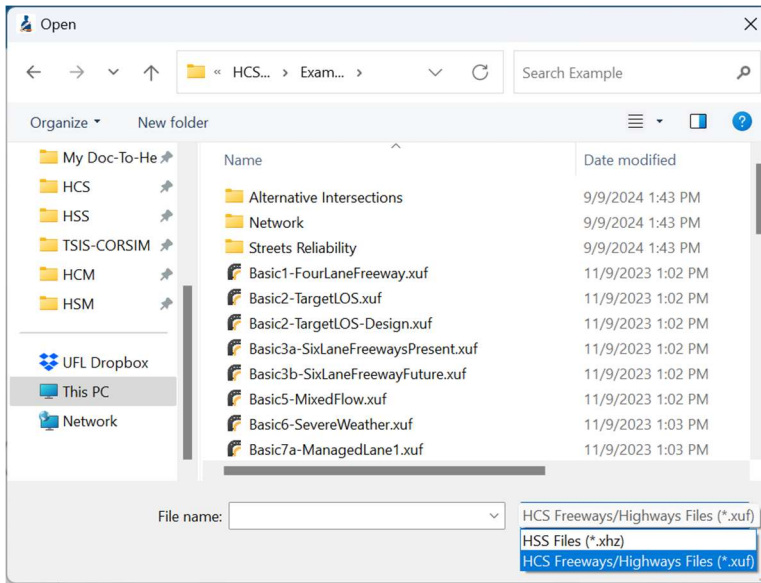 Open
« HCS... › Exam... ›
Search Example
Organize
New folder
My Doc-To-He
HCS
HSS
TSIS-CORSIM
HCM
HSM
UFL Dropbox
This PC
Network
Name Date modified
Alternative Intersections 9/9/2024 1:43 PM
Network 9/9/2024 1:43 PM
Streets Reliability 9/9/2024 1:43 PM
Basic1-FourLaneFreeway.xuf 11/9/2023 1:02 PM
Basic2-TargetLOS.xuf 11/9/2023 1:02 PM
Basic2-TargetLOS-Design.xuf 11/9/2023 1:02 PM
Basic3a-SixLaneFreewaysPresent.xuf 11/9/2023 1:02 PM
Basic3b-SixLaneFreewayFuture.xuf 11/9/2023 1:02 PM
Basic5-MixedFlow.xuf 11/9/2023 1:02 PM
Basic6-SevereWeather.xuf 11/9/2023 1:03 PM
Basic7a-ManagedLane1.xuf 11/9/2023 1:03 PM
File name:
HCS Freeways/Highways Files (*.xuf)
HSS Files (*.xhz)
HCS Freeways/Highways Files (*.xuf)